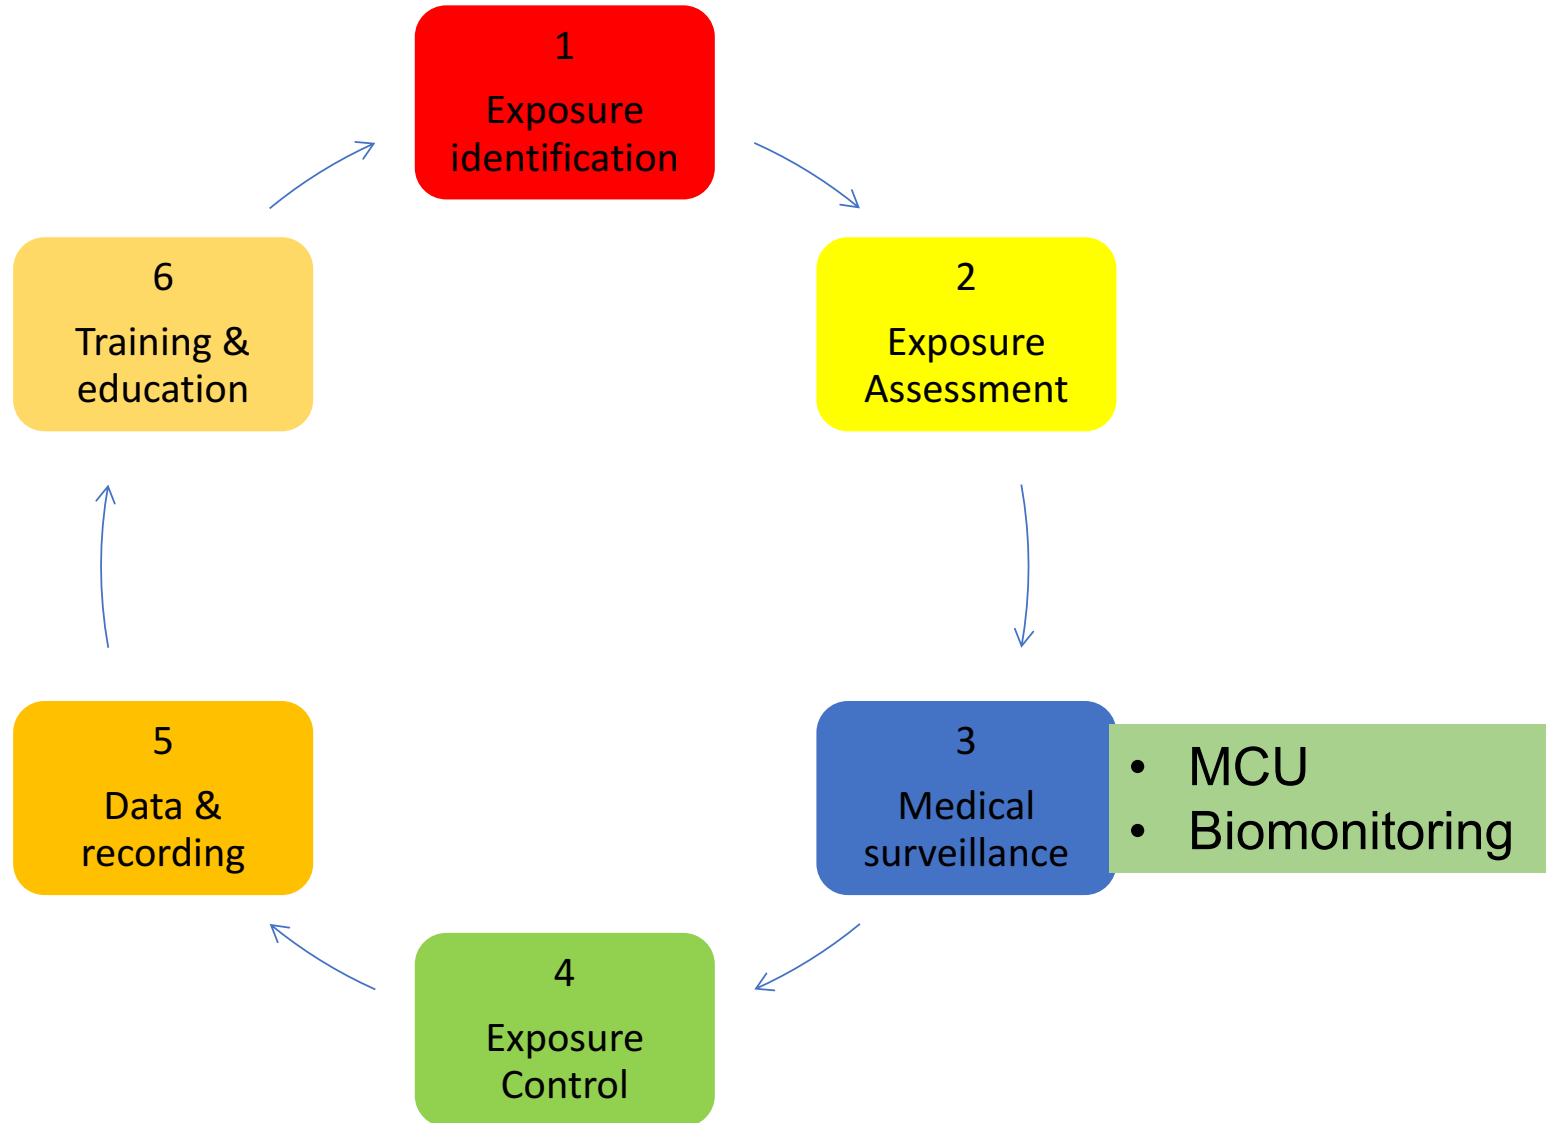 1
Exposure
identification
2
Exposure
Assessment
3
Medical
surveillance
• MCU
• Biomonitoring
4
Exposure
Control
5
Data &
recording
6
Training &
education